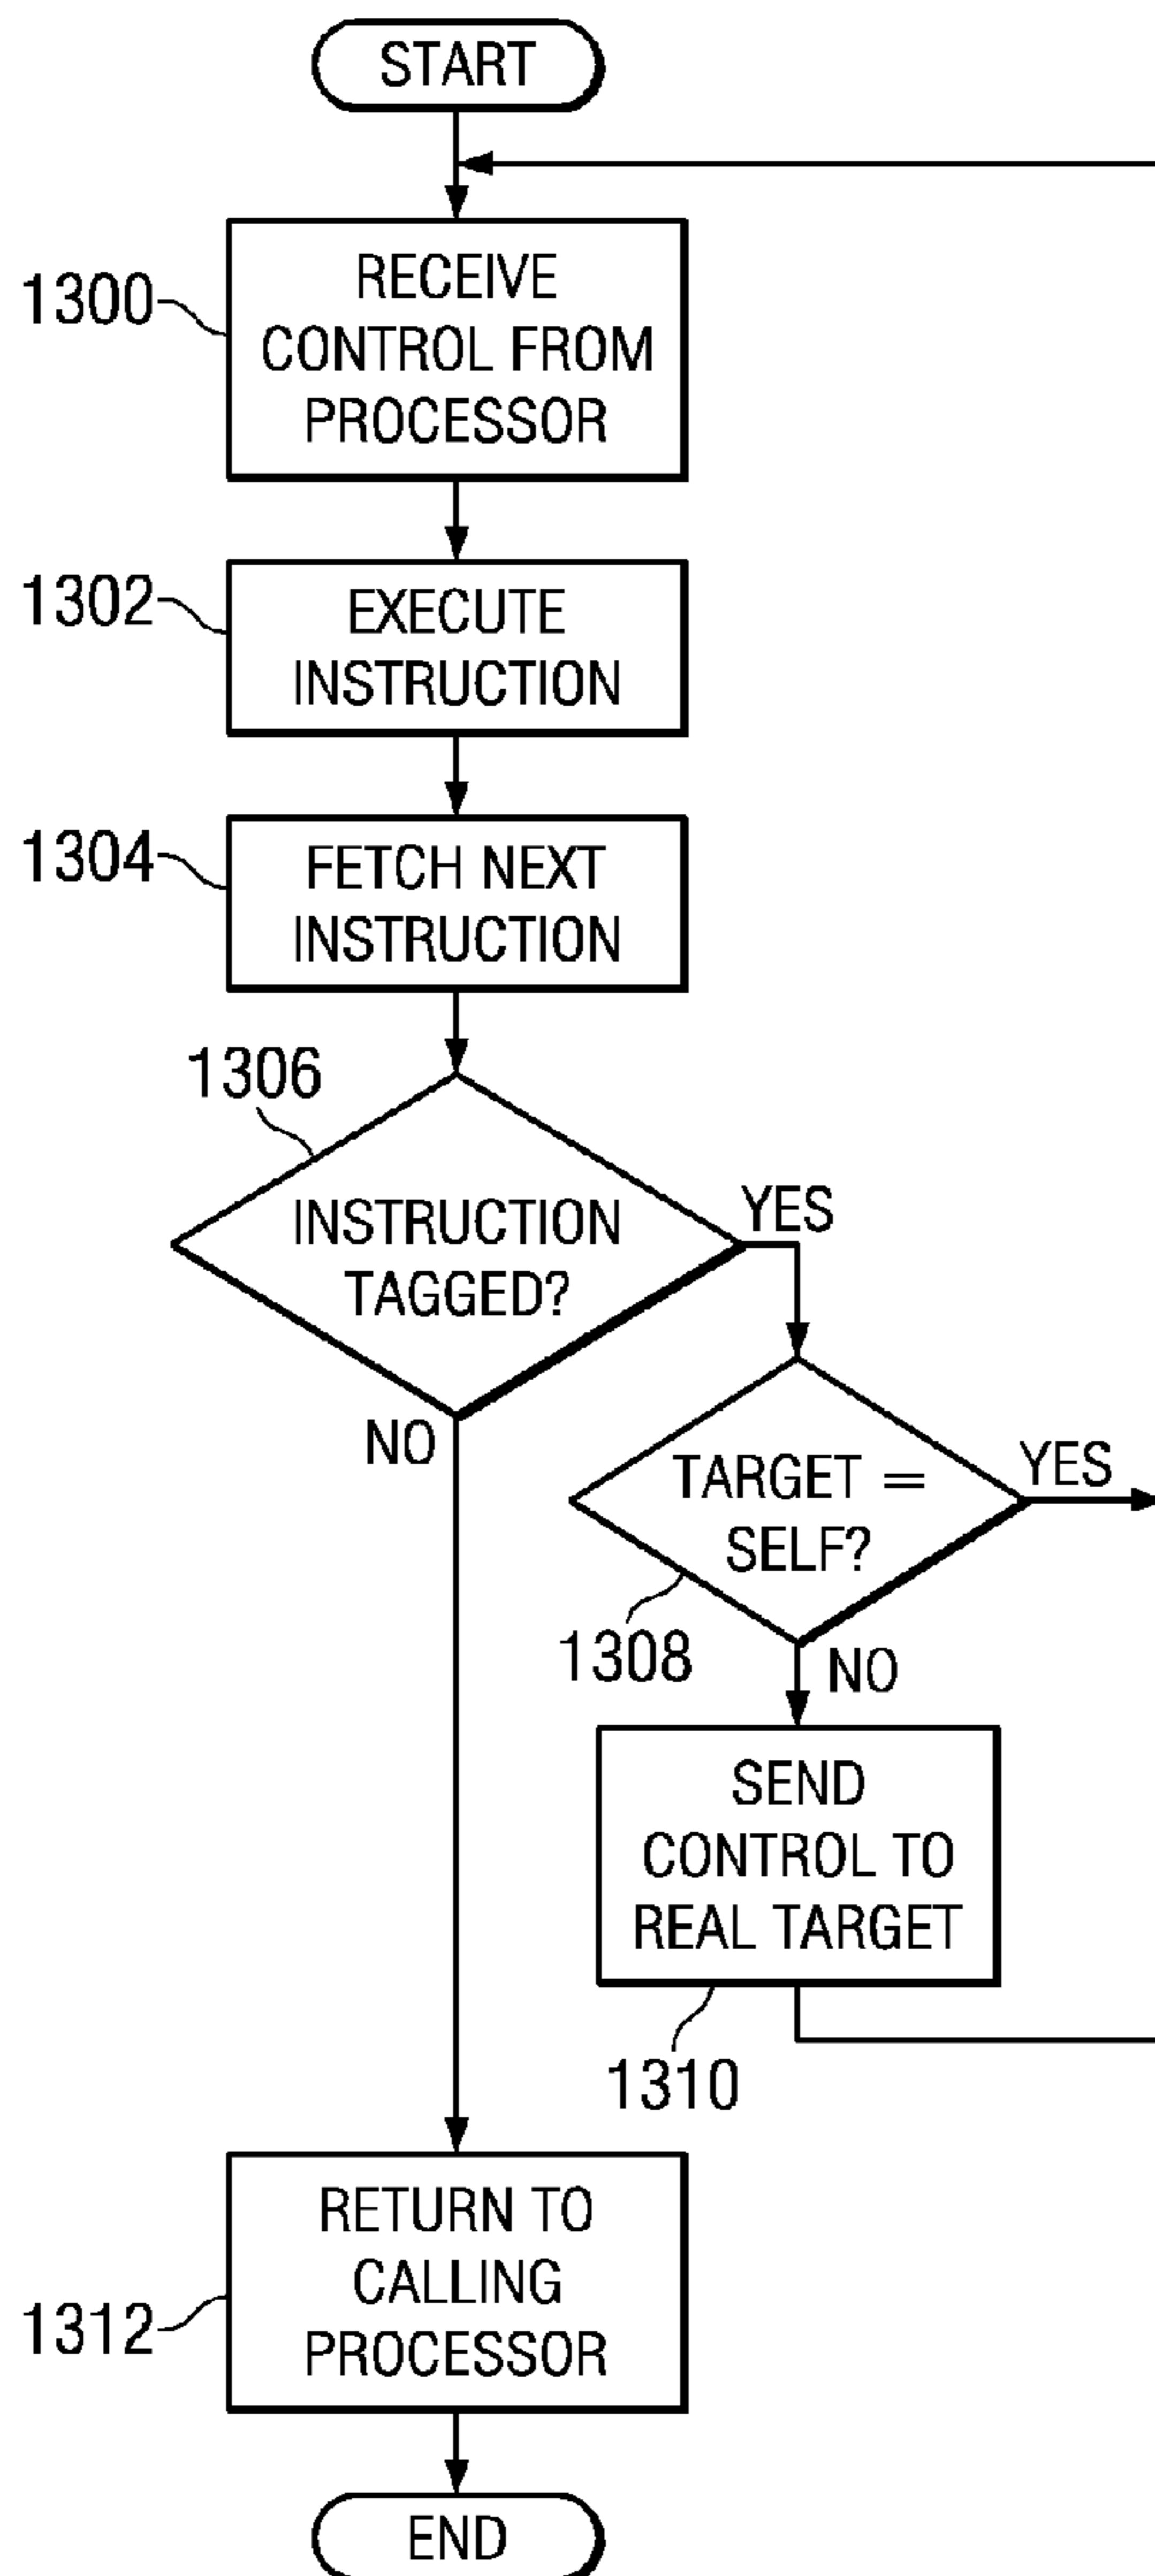 START
1300
RECEIVE
CONTROL FROM
PROCESSOR
1302
EXECUTE
INSTRUCTION
1304
FETCH NEXT
INSTRUCTION
1306
INSTRUCTION
TAGGED?
YES
NO
TARGET =
SELF?
YES
1308
NO
SEND
CONTROL TO
REAL TARGET
1310
RETURN TO
CALLING
PROCESSOR
1312
END